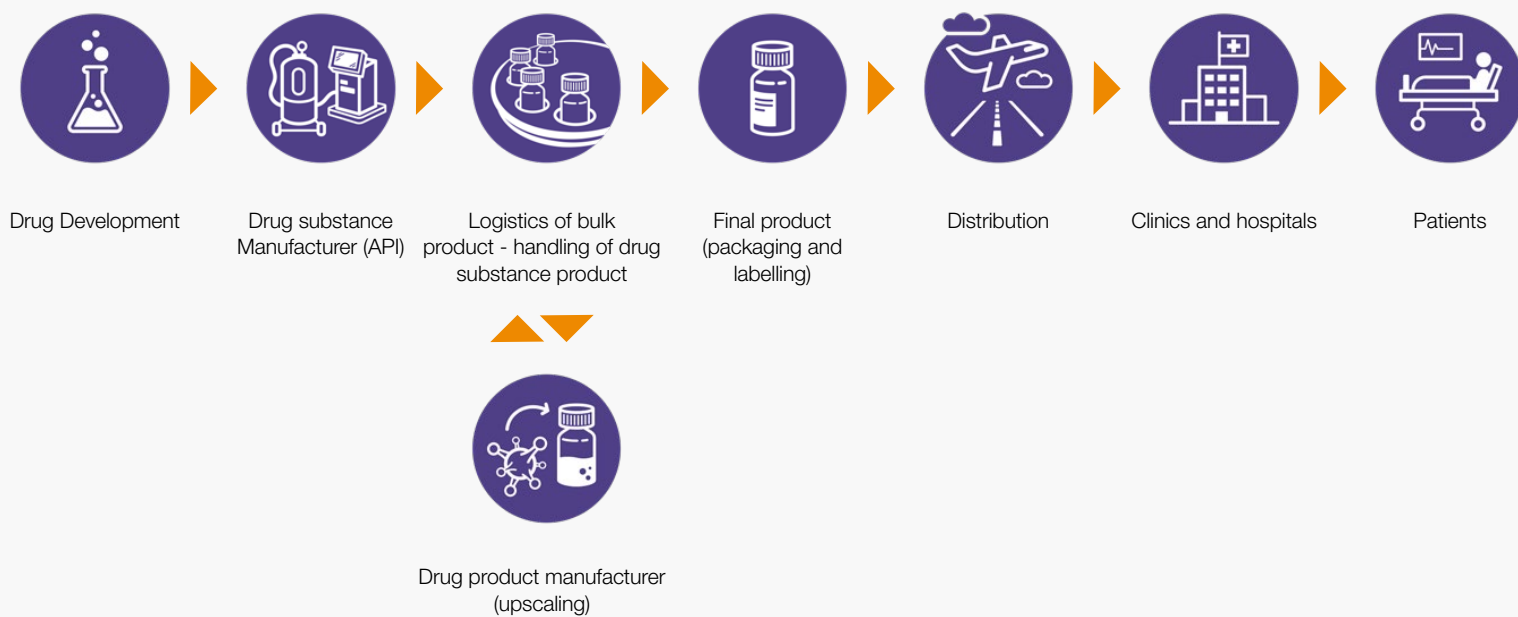 Drug Development
Drug substance
Manufacturer (API)
Logistics of bulk
product - handling of drug
substance product
Final product
(packaging and
labelling)
Distribution
Clinics and hospitals
Patients
Drug product manufacturer
(upscaling)